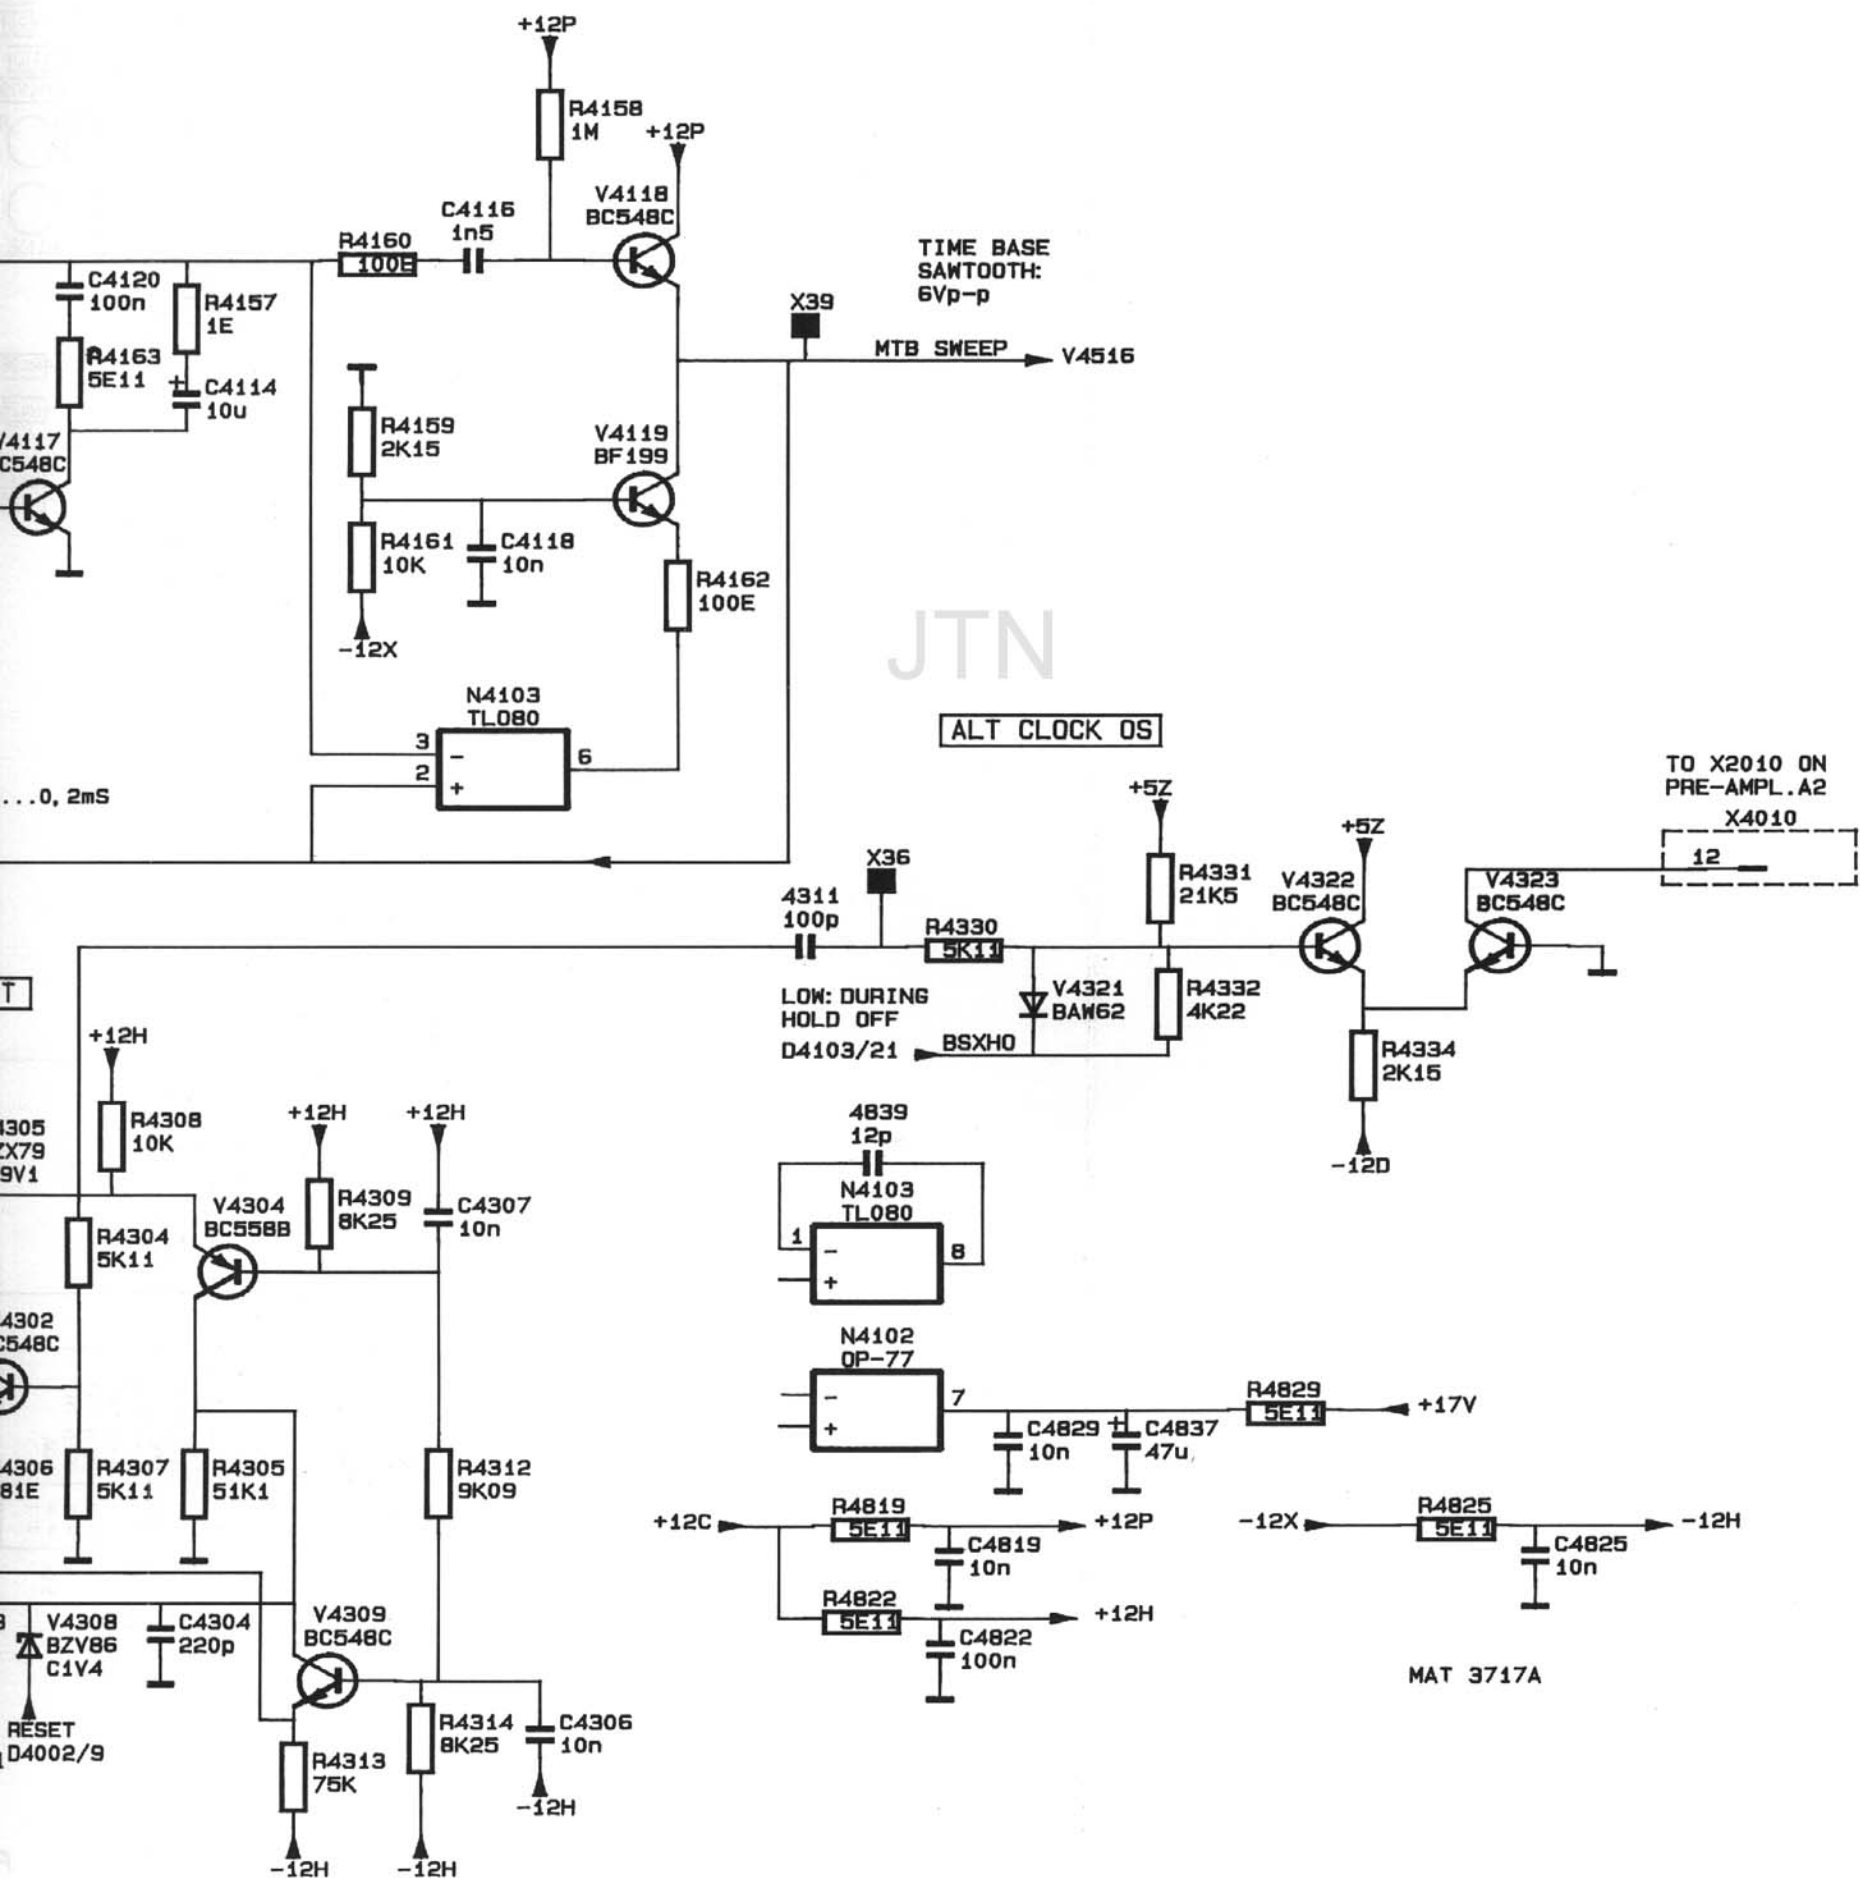 +12P
R4158
1M
+12P
V4118
BC548C
C4116
1n5
R4160
100E
TIME BASE
SAWTOOTH:
6Vp-p
C4120
100n
R4157
1E
X39
MTB SWEEP
V4516
R4163
5E11
+
C4114
10u
R4159
2K15
V4119
BF199
V4117
C548C
R4161
10K
C4118
10n
R4162
100E
-12X
JTN
N4103
TL080
3
-
2
+
6
ALT CLOCK OS
...0,2mS
+5Z
TO X2010 ON
PRE-AMPL.A2
X4010
12
+5Z
X36
R4331
21K5
V4322
BC548C
V4323
BC548C
4311
100p
R4330
5K11
T
LOW: DURING
HOLD OFF
D4103/21
BSXHO
V4321
BAW62
R4332
4K22
R4334
2K15
-12D
+12H
R4308
10K
+12H
+12H
4305
ZX79
9V1
4839
12p
N4103
TL080
1
-
+
8
V4304
BC558B
R4309
8K25
C4307
10n
R4304
5K11
4302
C548C
N4102
OP-77
-
+
7
R4829
5E11
+17V
C4829
10n
+
C4837
47u
4306
81E
R4307
5K11
R4305
51K1
R4312
9K09
+12C
R4819
5E11
+12P
C4819
10n
-12X
R4825
5E11
-12H
C4825
10n
R4822
5E11
+12H
C4822
100n
V4308
BZV86
C1V4
C4304
220p
V4309
BC548C
MAT 3717A
RESET
D4002/9
R4313
75K
R4314
8K25
C4306
10n
-12H
-12H
-12H